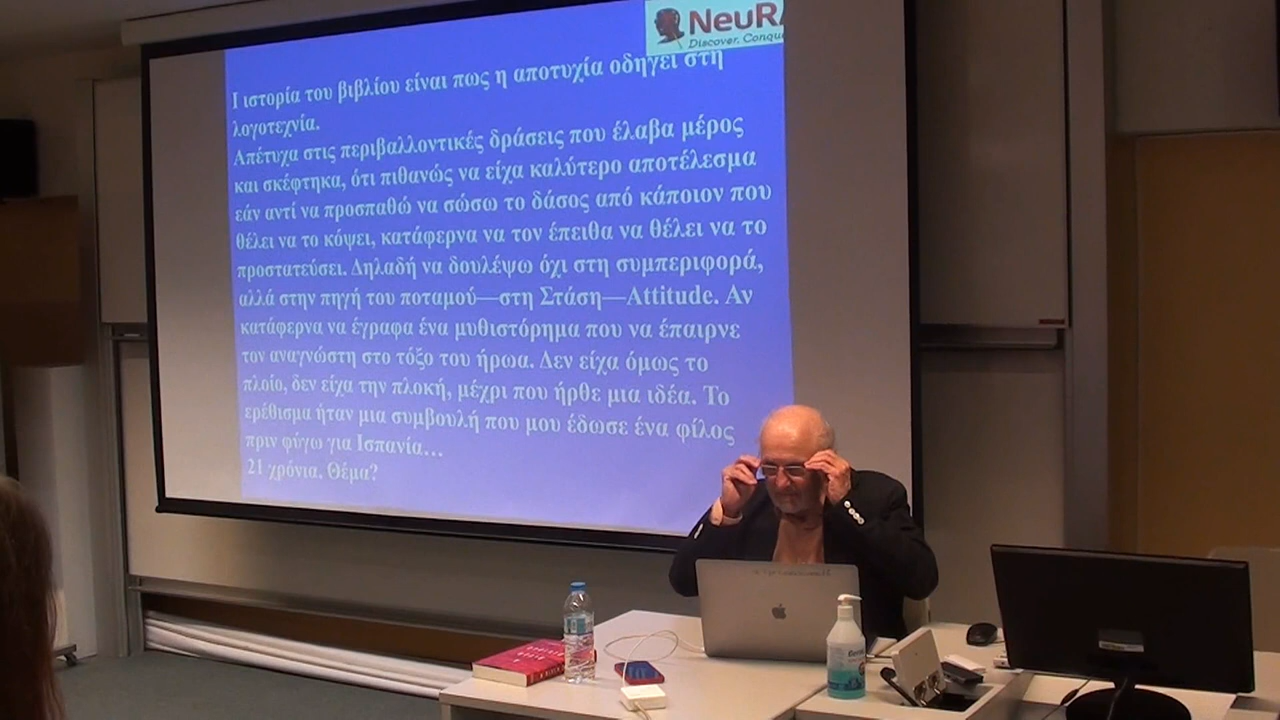 NeuRA
Discover. Conqu
Ι ιστορία του βιβλίου είναι πως η αποτυχία οδηγεί στη
λογοτεχνία.
Απέτυχα στις περιβαλλοντικές δράσεις που έλαβα μέρος
και σκέφτηκα, ότι πιθανώς να είχα καλύτερο αποτέλεσμα
εάν αντί να προσπαθώ να σώσω το δάσος από κάποιον που
θέλει να το κόψει, κατάφερνα να τον έπειθα να θέλει να το
προστατεύσει. Δηλαδή να δουλέψω όχι στη συμπεριφορά,
αλλά στην πηγή του ποταμού—στη Στάση—Attitude. Αν
κατάφερνα να έγραφα ένα μυθιστόρημα που να έπαιρνε
τον αναγνώστη στο τόξο του ήρωα. Δεν είχα όμως το
πλοίο, δεν είχα την πλοκή, μέχρι που ήρθε μια ιδέα. Το
ερέθισμα ήταν μια συμβουλή που μου έδωσε ένα φίλος
πριν φύγω για Ισπανία…
21 χρόνια. Θέμα?